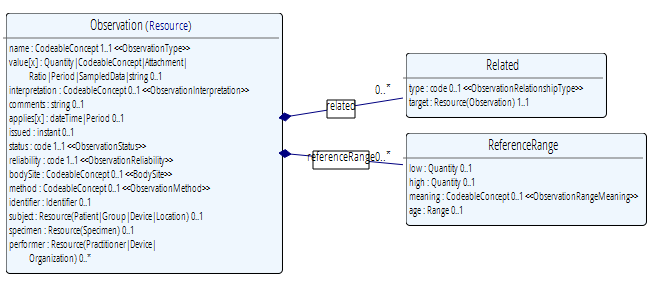 Observation (Resource)
name : CodeableConcept 1..1 <<ObservationType>>
value[x] : Quantity|CodeableConcept|Attachment|
Ratio|Period|SampledData|string 0..1
interpretation : CodeableConcept 0..1 <<ObservationInterpretation>>
comments : string 0..1
applies[x] : dateTime|Period 0..1
issued : instant 0..1
status : code 1..1 <<ObservationStatus>>
reliability : code 1..1 <<ObservationReliability>>
bodySite : CodeableConcept 0..1 <<BodySite>>
method : CodeableConcept 0..1 <<ObservationMethod>>
identifier : Identifier 0..1
subject : Resource(Patient|Group|Device|Location) 0..1
specimen : Resource(Specimen) 0..1
performer : Resource(Practitioner|Device|
Organization) 0..*
related
0..*
referenceRange
0..*
Related
type : code 0..1 <<ObservationRelationshipType>>
target : Resource(Observation) 1..1
ReferenceRange
low : Quantity 0..1
high : Quantity 0..1
meaning : CodeableConcept 0..1 <<ObservationRangeMeaning>>
age : Range 0..1